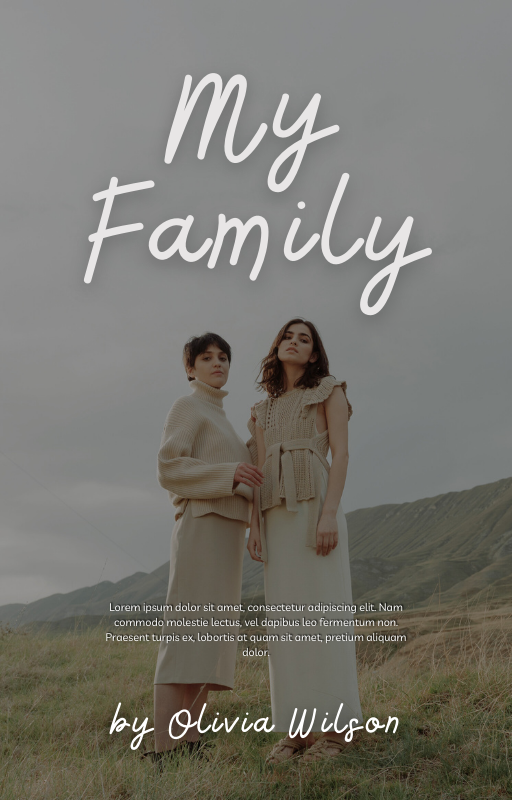 My
Family
Lorem ipsum dolor sit amet, consectetur adipiscing elit. Nam
commodo molestie lectus, vel dapibus leo fermentum non.
Praesent turpis ex, lobortis at quam sit amet, pretium aliquam
dolor.
by Olivia Wilson